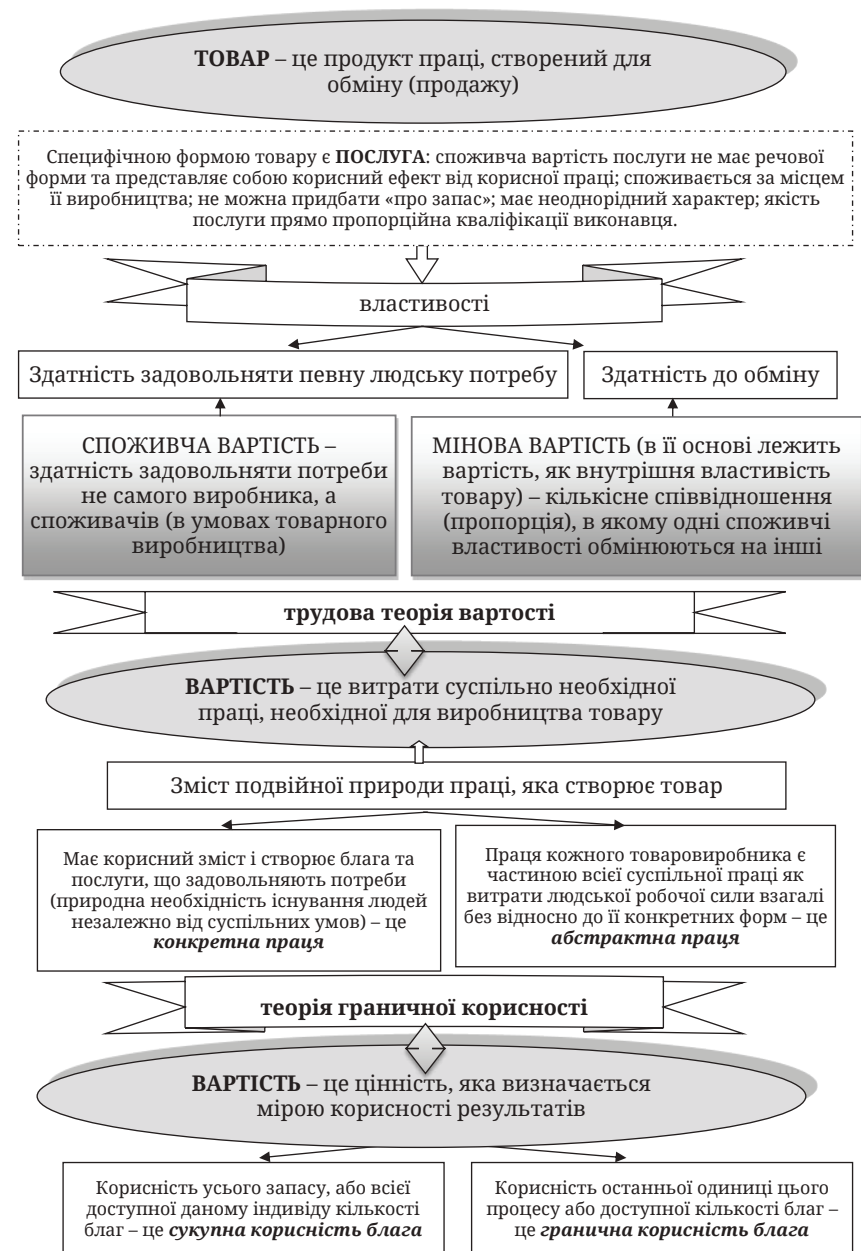 ТОВАР – це продукт праці, створений для
обміну (продажу)
Специфічною формою товару є ПОСЛУГА: споживча вартість послуги не має речової
форми та представляє собою корисний ефект від корисної праці; споживається за місцем
її виробництва; не можна придбати «про запас»; має неоднорідний характер; якість
послуги прямо пропорційна кваліфікації виконавця.
властивості
Здатність задовольняти певну людську потребу
Здатність до обміну
СПОЖИВЧА ВАРТІСТЬ –
здатність задовольняти потреби
не самого виробника, а
споживачів (в умовах товарного
виробництва)
МІНОВА ВАРТІСТЬ (в її основі лежить
вартість, як внутрішня властивість
товару) – кількісне співвідношення
(пропорція), в якому одні споживчі
властивості обмінюються на інші
трудова теорія вартості
ВАРТІСТЬ – це витрати суспільно необхідної
праці, необхідної для виробництва товару
Зміст подвійної природи праці, яка створює товар
Має корисний зміст і створює блага та
послуги, що задовольняють потреби
(природна необхідність існування людей
незалежно від суспільних умов) – це
конкретна праця
Праця кожного товаровиробника є
частиною всієї суспільної праці як
витрати людської робочої сили взагалі
без відносно до її конкретних форм – це
абстрактна праця
теорія граничної корисності
ВАРТІСТЬ – це цінність, яка визначається
мірою корисності результатів
Корисність усього запасу, або всієї
доступної даному індивіду кількості
благ – це сукупна корисність блага
Корисність останньої одиниці цього
процесу або доступної кількості благ –
це гранична корисність блага